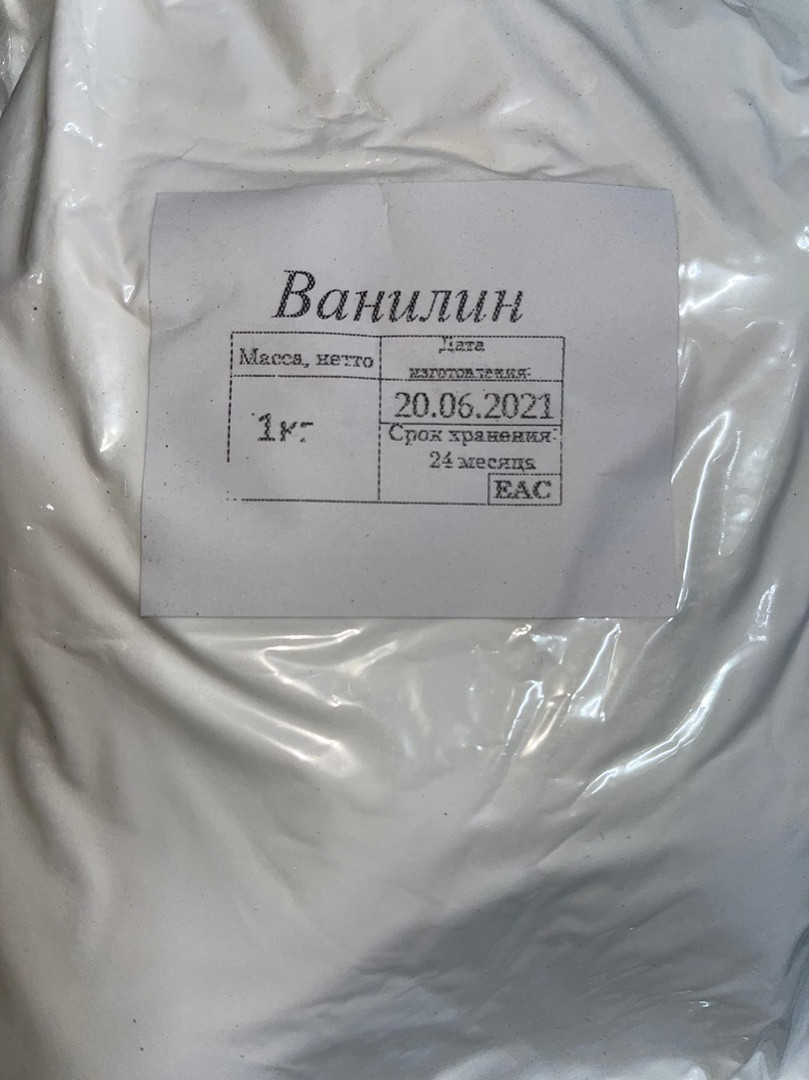 Ванилин
Масса, нетто
Дата
изготовления:
1кг
20.06.2021
Срок хранения:
24 месяца
EAC